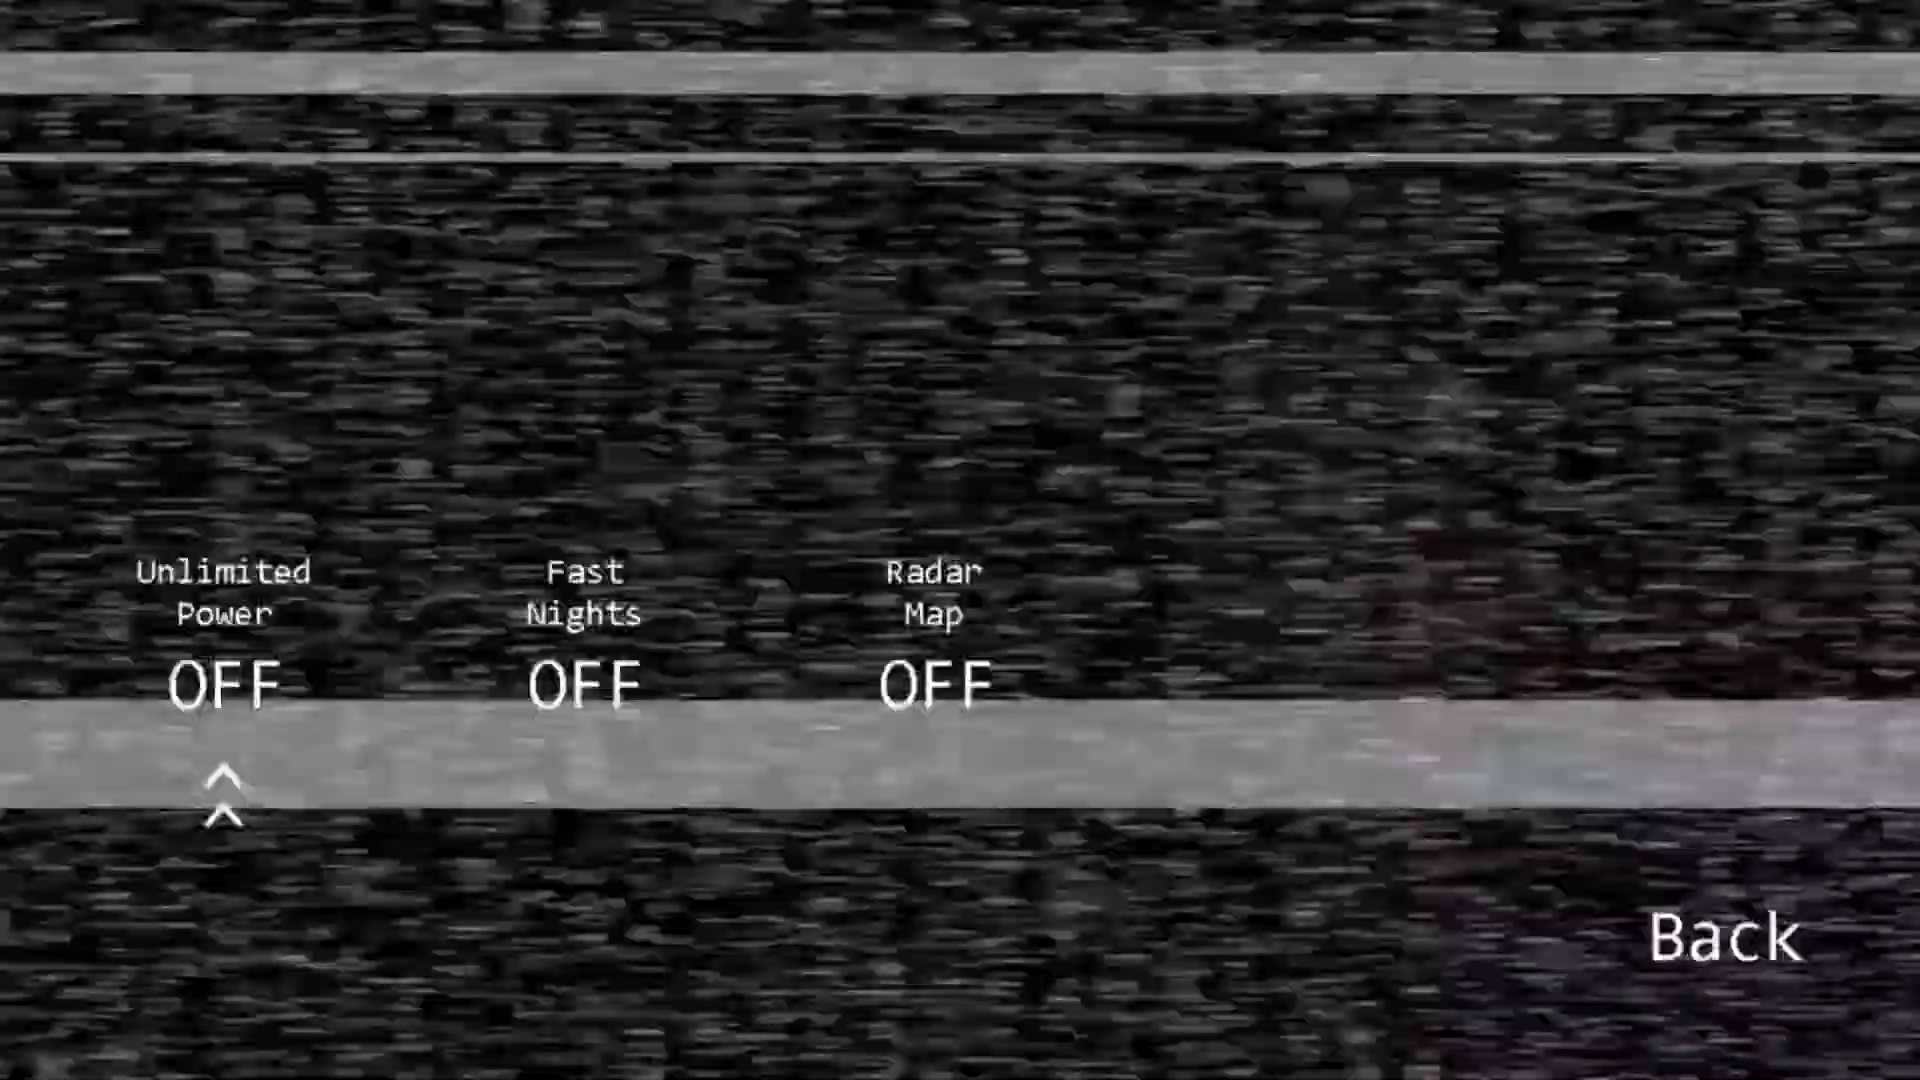 Unlimited
Power
OFF
Fast
Nights
OFF
Radar
Map
OFF
Back